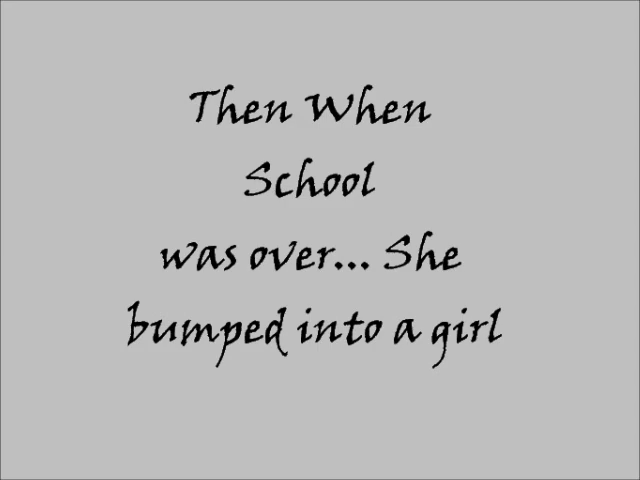 Then When
School
was over... She
bumped into a girl